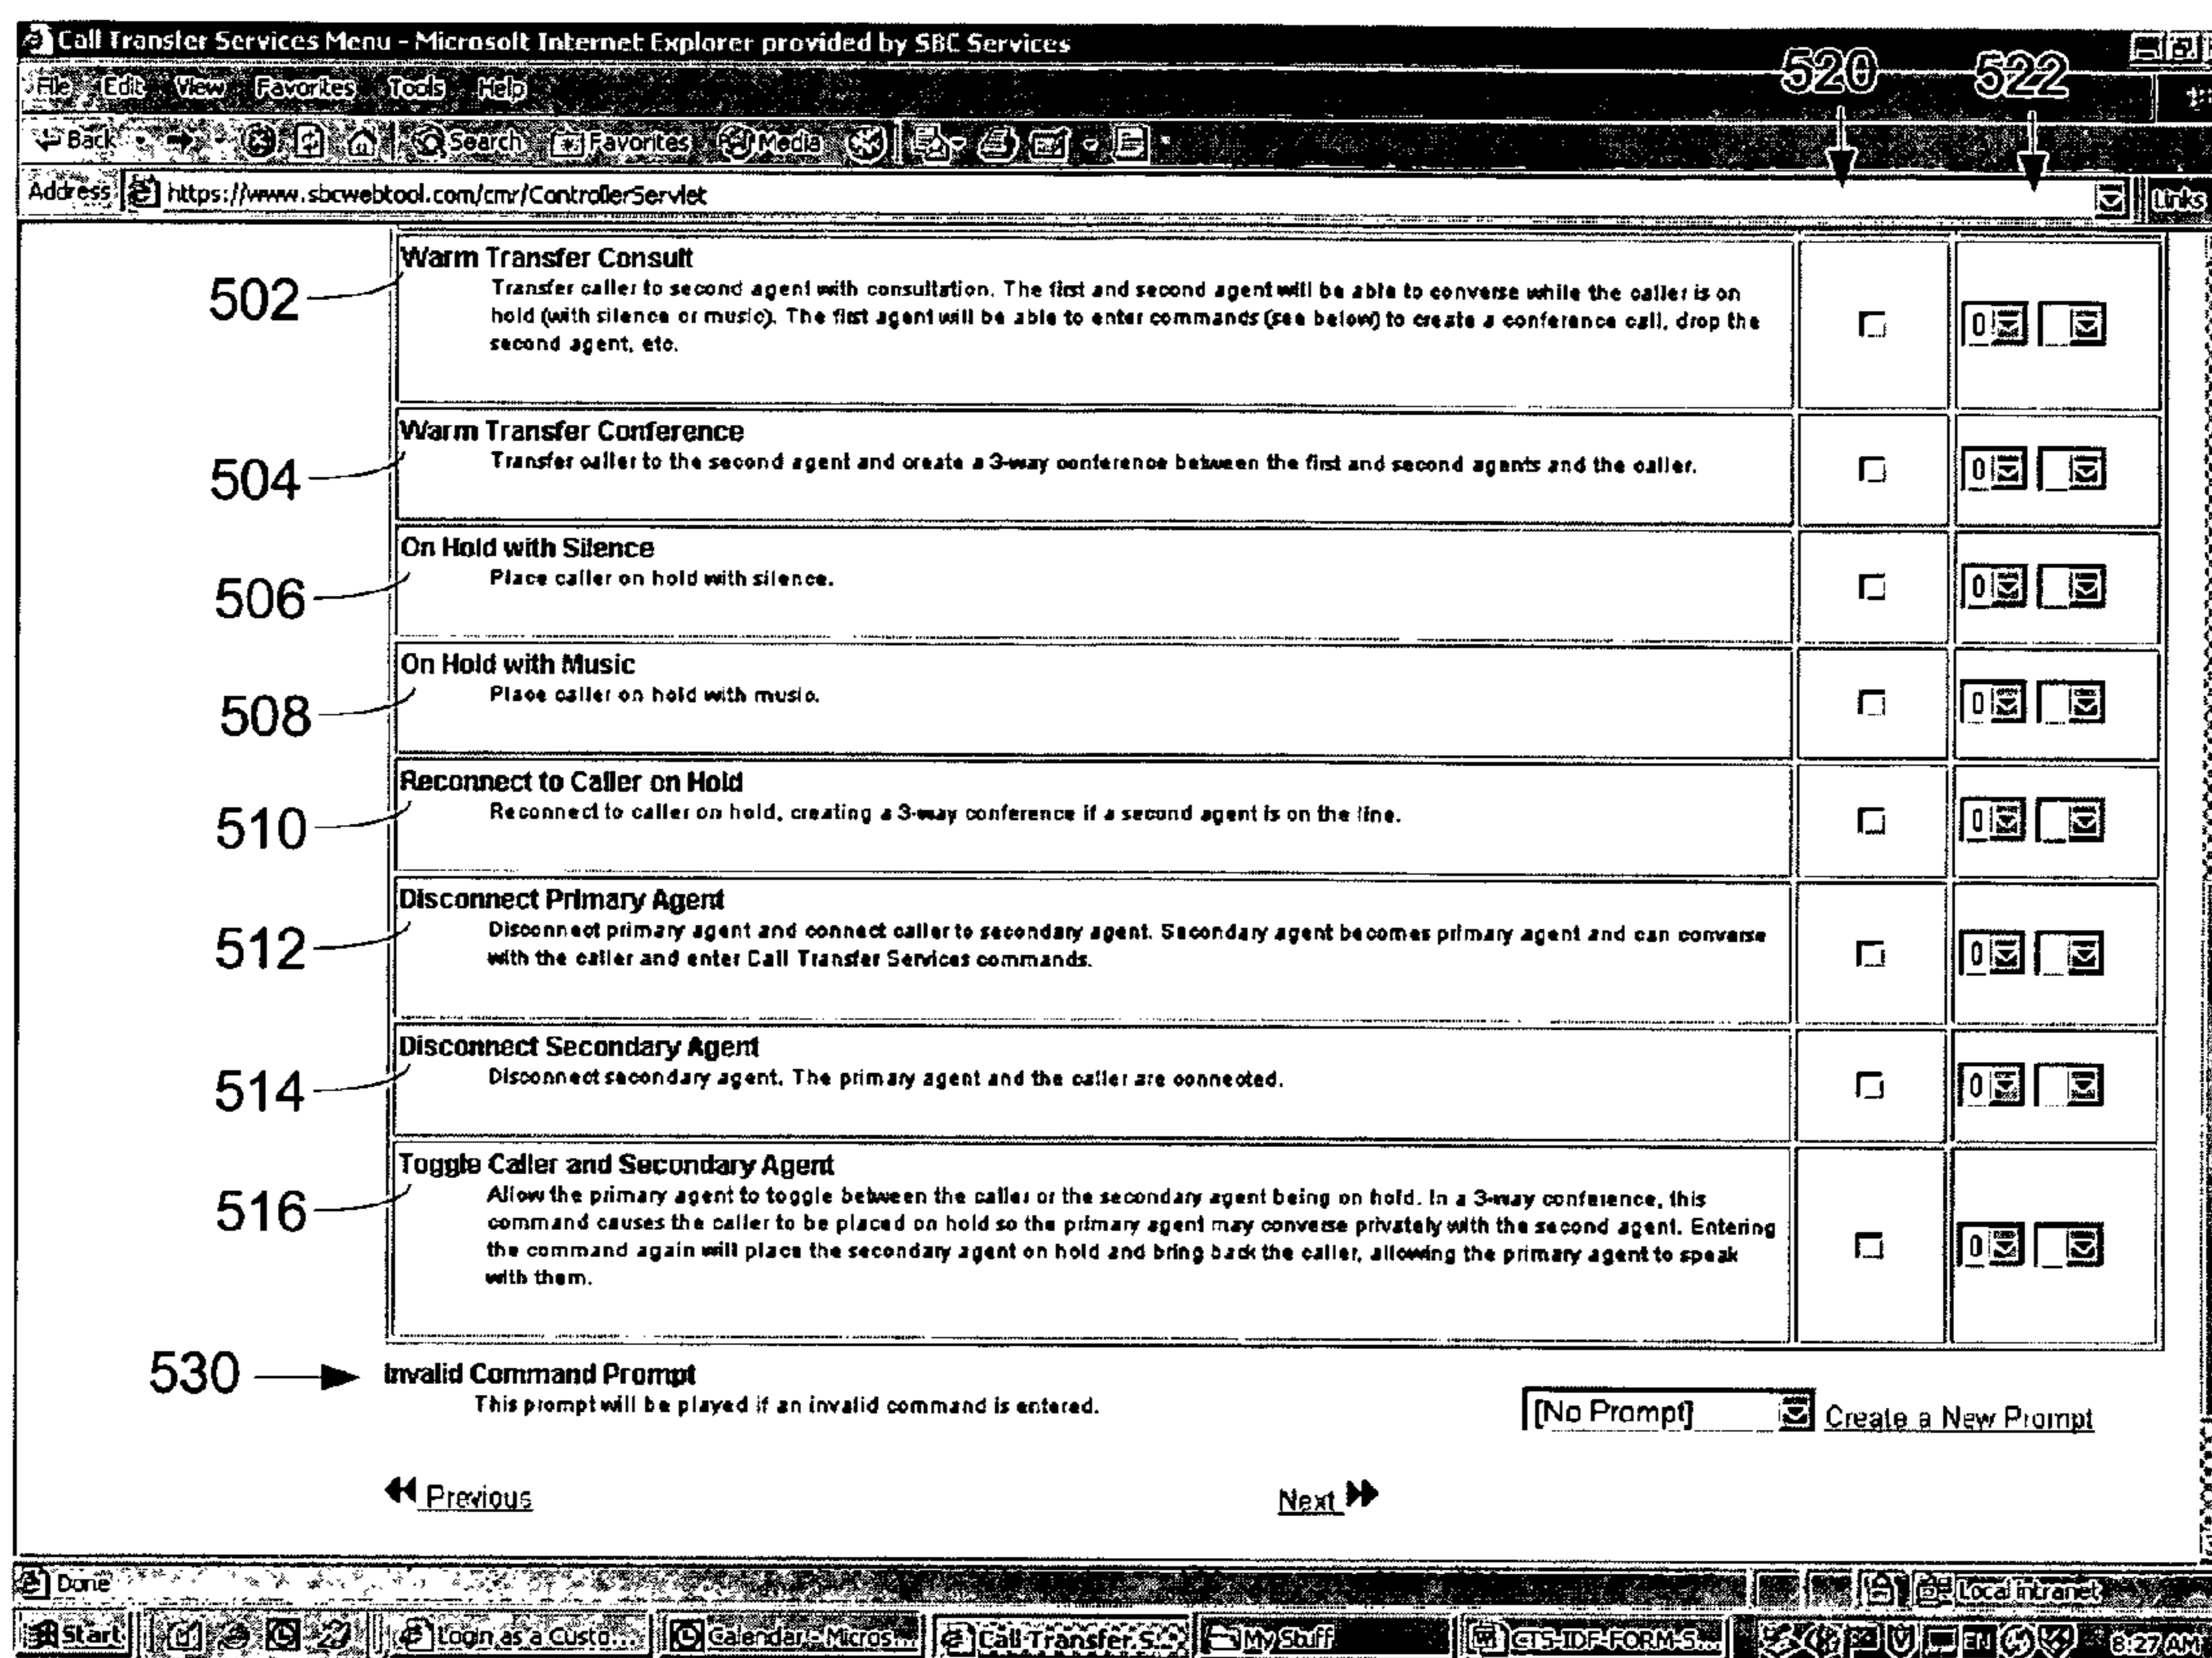 Call Transfer Services Menu - Microsoft Internet Explorer provided by SBC Services
520 522
File Edit View Favorites Tools Help
Back Search Favorites Media
Address https://www.sbcwebtool.com/cmr/ControllerServlet Links
Warm Transfer Consult
502
Transfer caller to second agent with consultation. The first and second agent will be able to converse while the caller is on
hold (with silence or music). The first agent will be able to enter commands (see below) to create a conference call, drop the
second agent, etc.
0
Warm Transfer Conference
504
Transfer caller to the second agent and create a 3-way conference between the first and second agents and the caller.
0
On Hold with Silence
506
Place caller on hold with silence.
0
On Hold with Music
508
Place caller on hold with music.
0
Reconnect to Caller on Hold
510
Reconnect to caller on hold, creating a 3-way conference if a second agent is on the line.
0
Disconnect Primary Agent
512
Disconnect primary agent and connect caller to secondary agent. Secondary agent becomes primary agent and can converse
with the caller and enter Call Transfer Services commands.
0
Disconnect Secondary Agent
514
Disconnect secondary agent. The primary agent and the caller are connected.
0
Toggle Caller and Secondary Agent
516
Allow the primary agent to toggle between the caller or the secondary agent being on hold. In a 3-way conference, this
command causes the caller to be placed on hold so the primary agent may converse privately with the second agent. Entering
the command again will place the secondary agent on hold and bring back the caller, allowing the primary agent to speak
with them.
0
530
Invalid Command Prompt
This prompt will be played if an invalid command is entered.
[No Prompt] Create a New Prompt
Previous Next
Done Local intranet
Start Login as a Custo... Calendar - Micros... Call Transfer S... My Stuff CTS-IDF-FORM-S... EN 8:27 AM